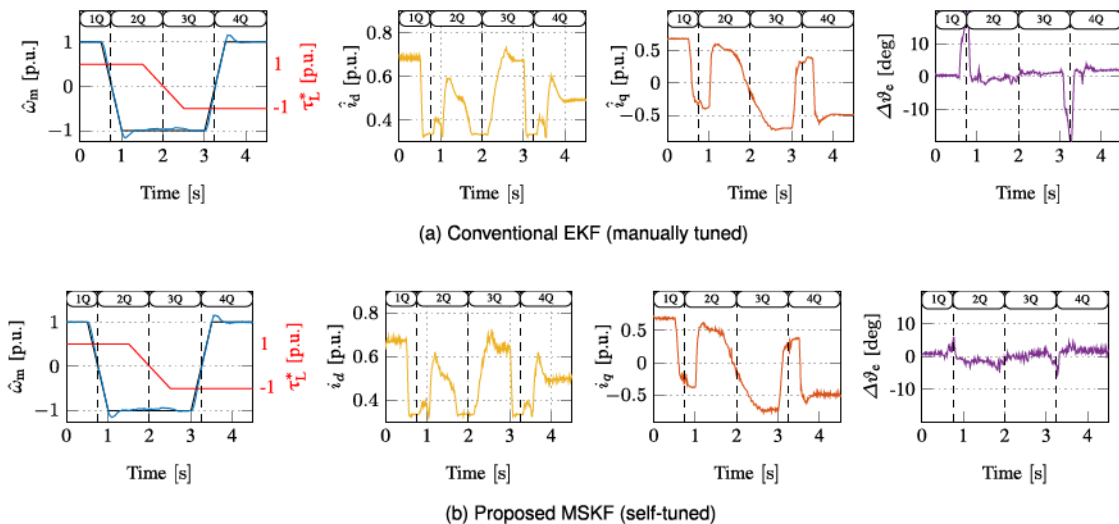 1Q 2Q 3Q 4Q 1Q 2Q 3Q 4Q 1Q 2Q 3Q 4Q 1Q 2Q 3Q 4Q
ω̂m [p.u.] 1 0 −1 1 -1 τ*L [p.u.] îd [p.u.] 0.8 0.6 0.4 îq [p.u.] 0.5 0 −0.5 Δϑe [deg] 10 0 −10
0 1 2 3 4 0 1 2 3 4 0 1 2 3 4 0 1 2 3 4
Time [s] Time [s] Time [s] Time [s]
(a) Conventional EKF (manually tuned)
1Q 2Q 3Q 4Q 1Q 2Q 3Q 4Q 1Q 2Q 3Q 4Q 1Q 2Q 3Q 4Q
ω̂m [p.u.] 1 0 −1 1 -1 τ*L [p.u.] id [p.u.] 0.8 0.6 0.4 iq [p.u.] 0.5 0 −0.5 Δϑe [deg] 10 0 −10
0 1 2 3 4 0 1 2 3 4 0 1 2 3 4 0 1 2 3 4
Time [s] Time [s] Time [s] Time [s]
(b) Proposed MSKF (self-tuned)